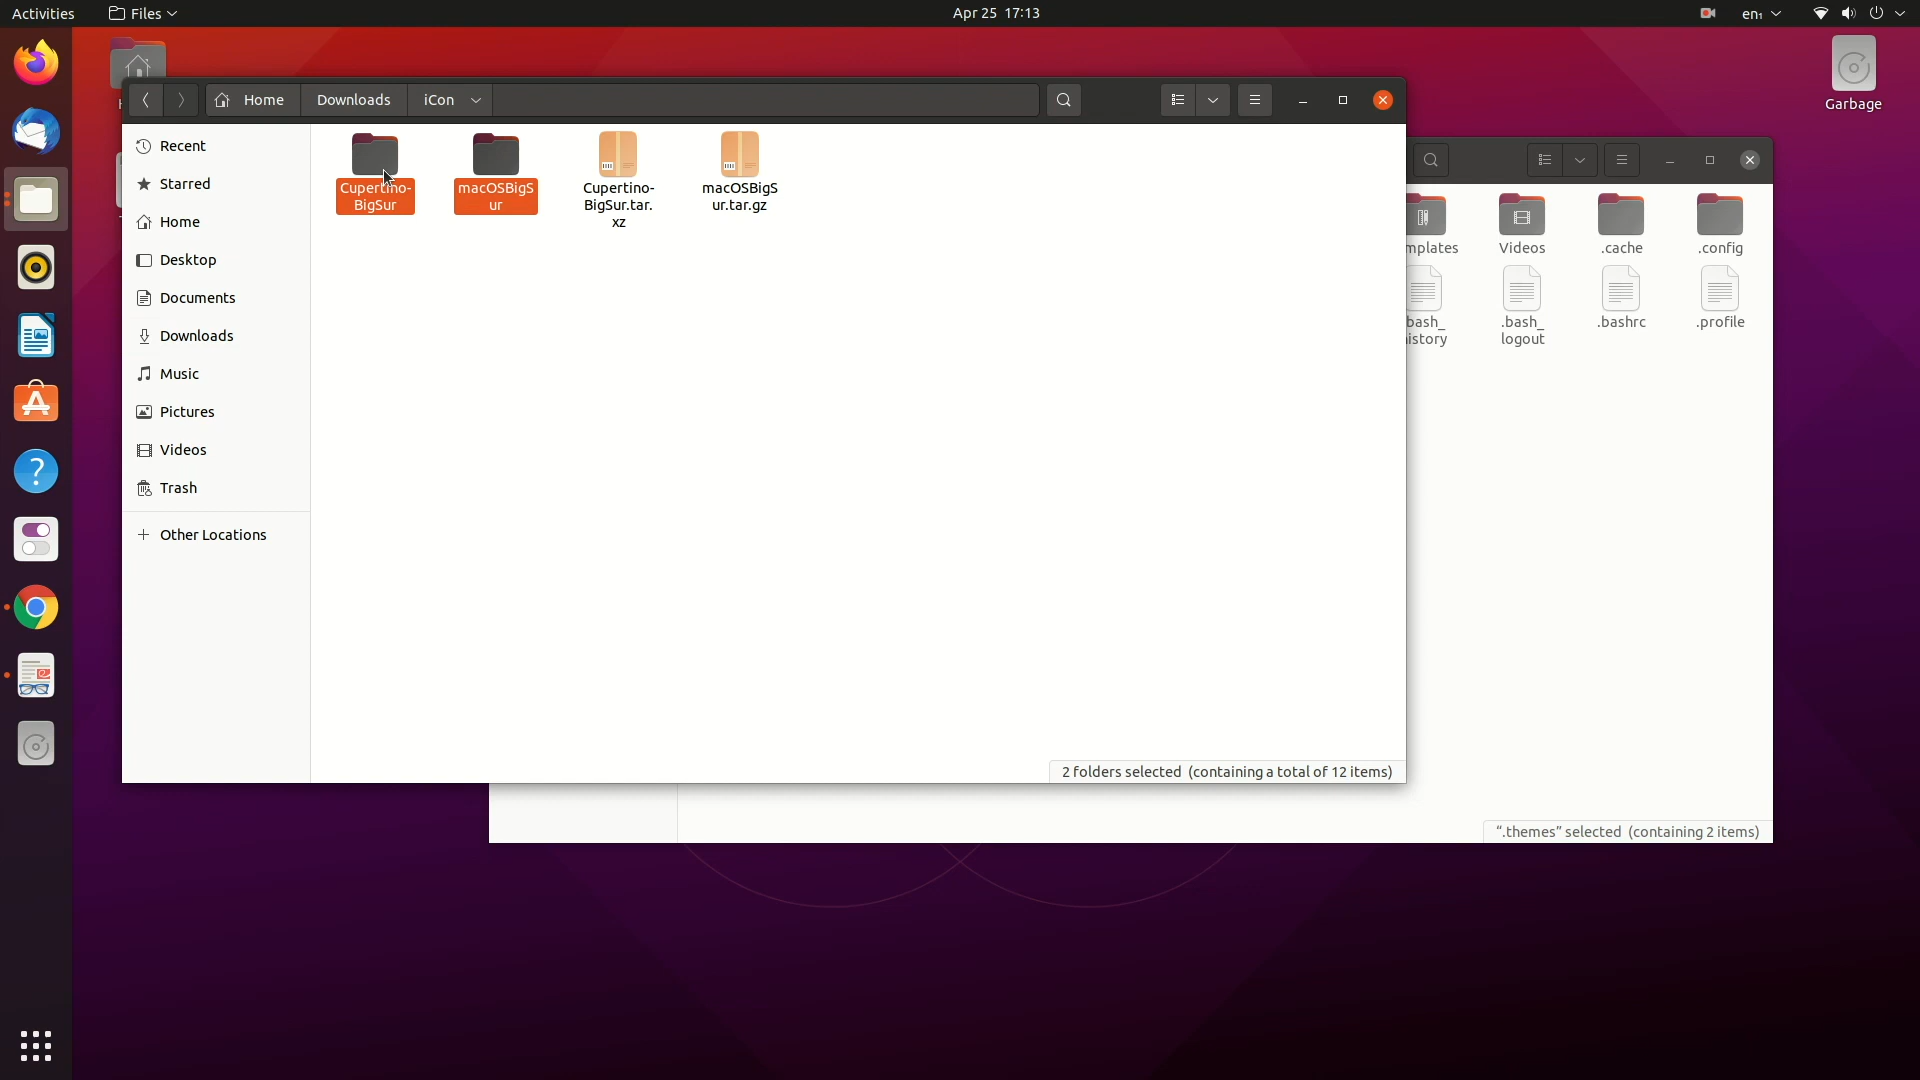 Activities
Files
Apr 25 17:13
en₁
Garbage
Home
Downloads
iCon
Recent
Starred
Home
Desktop
Documents
Downloads
Music
Pictures
Videos
Trash
Other Locations
Cupertino-
BigSur
macOSBigS
ur
Cupertino-
BigSur.tar.
xz
macOSBigS
ur.tar.gz
2 folders selected (containing a total of 12 items)
mplates
Videos
.cache
.config
bash_
istory
.bash_
logout
.bashrc
.profile
“.themes” selected (containing 2 items)